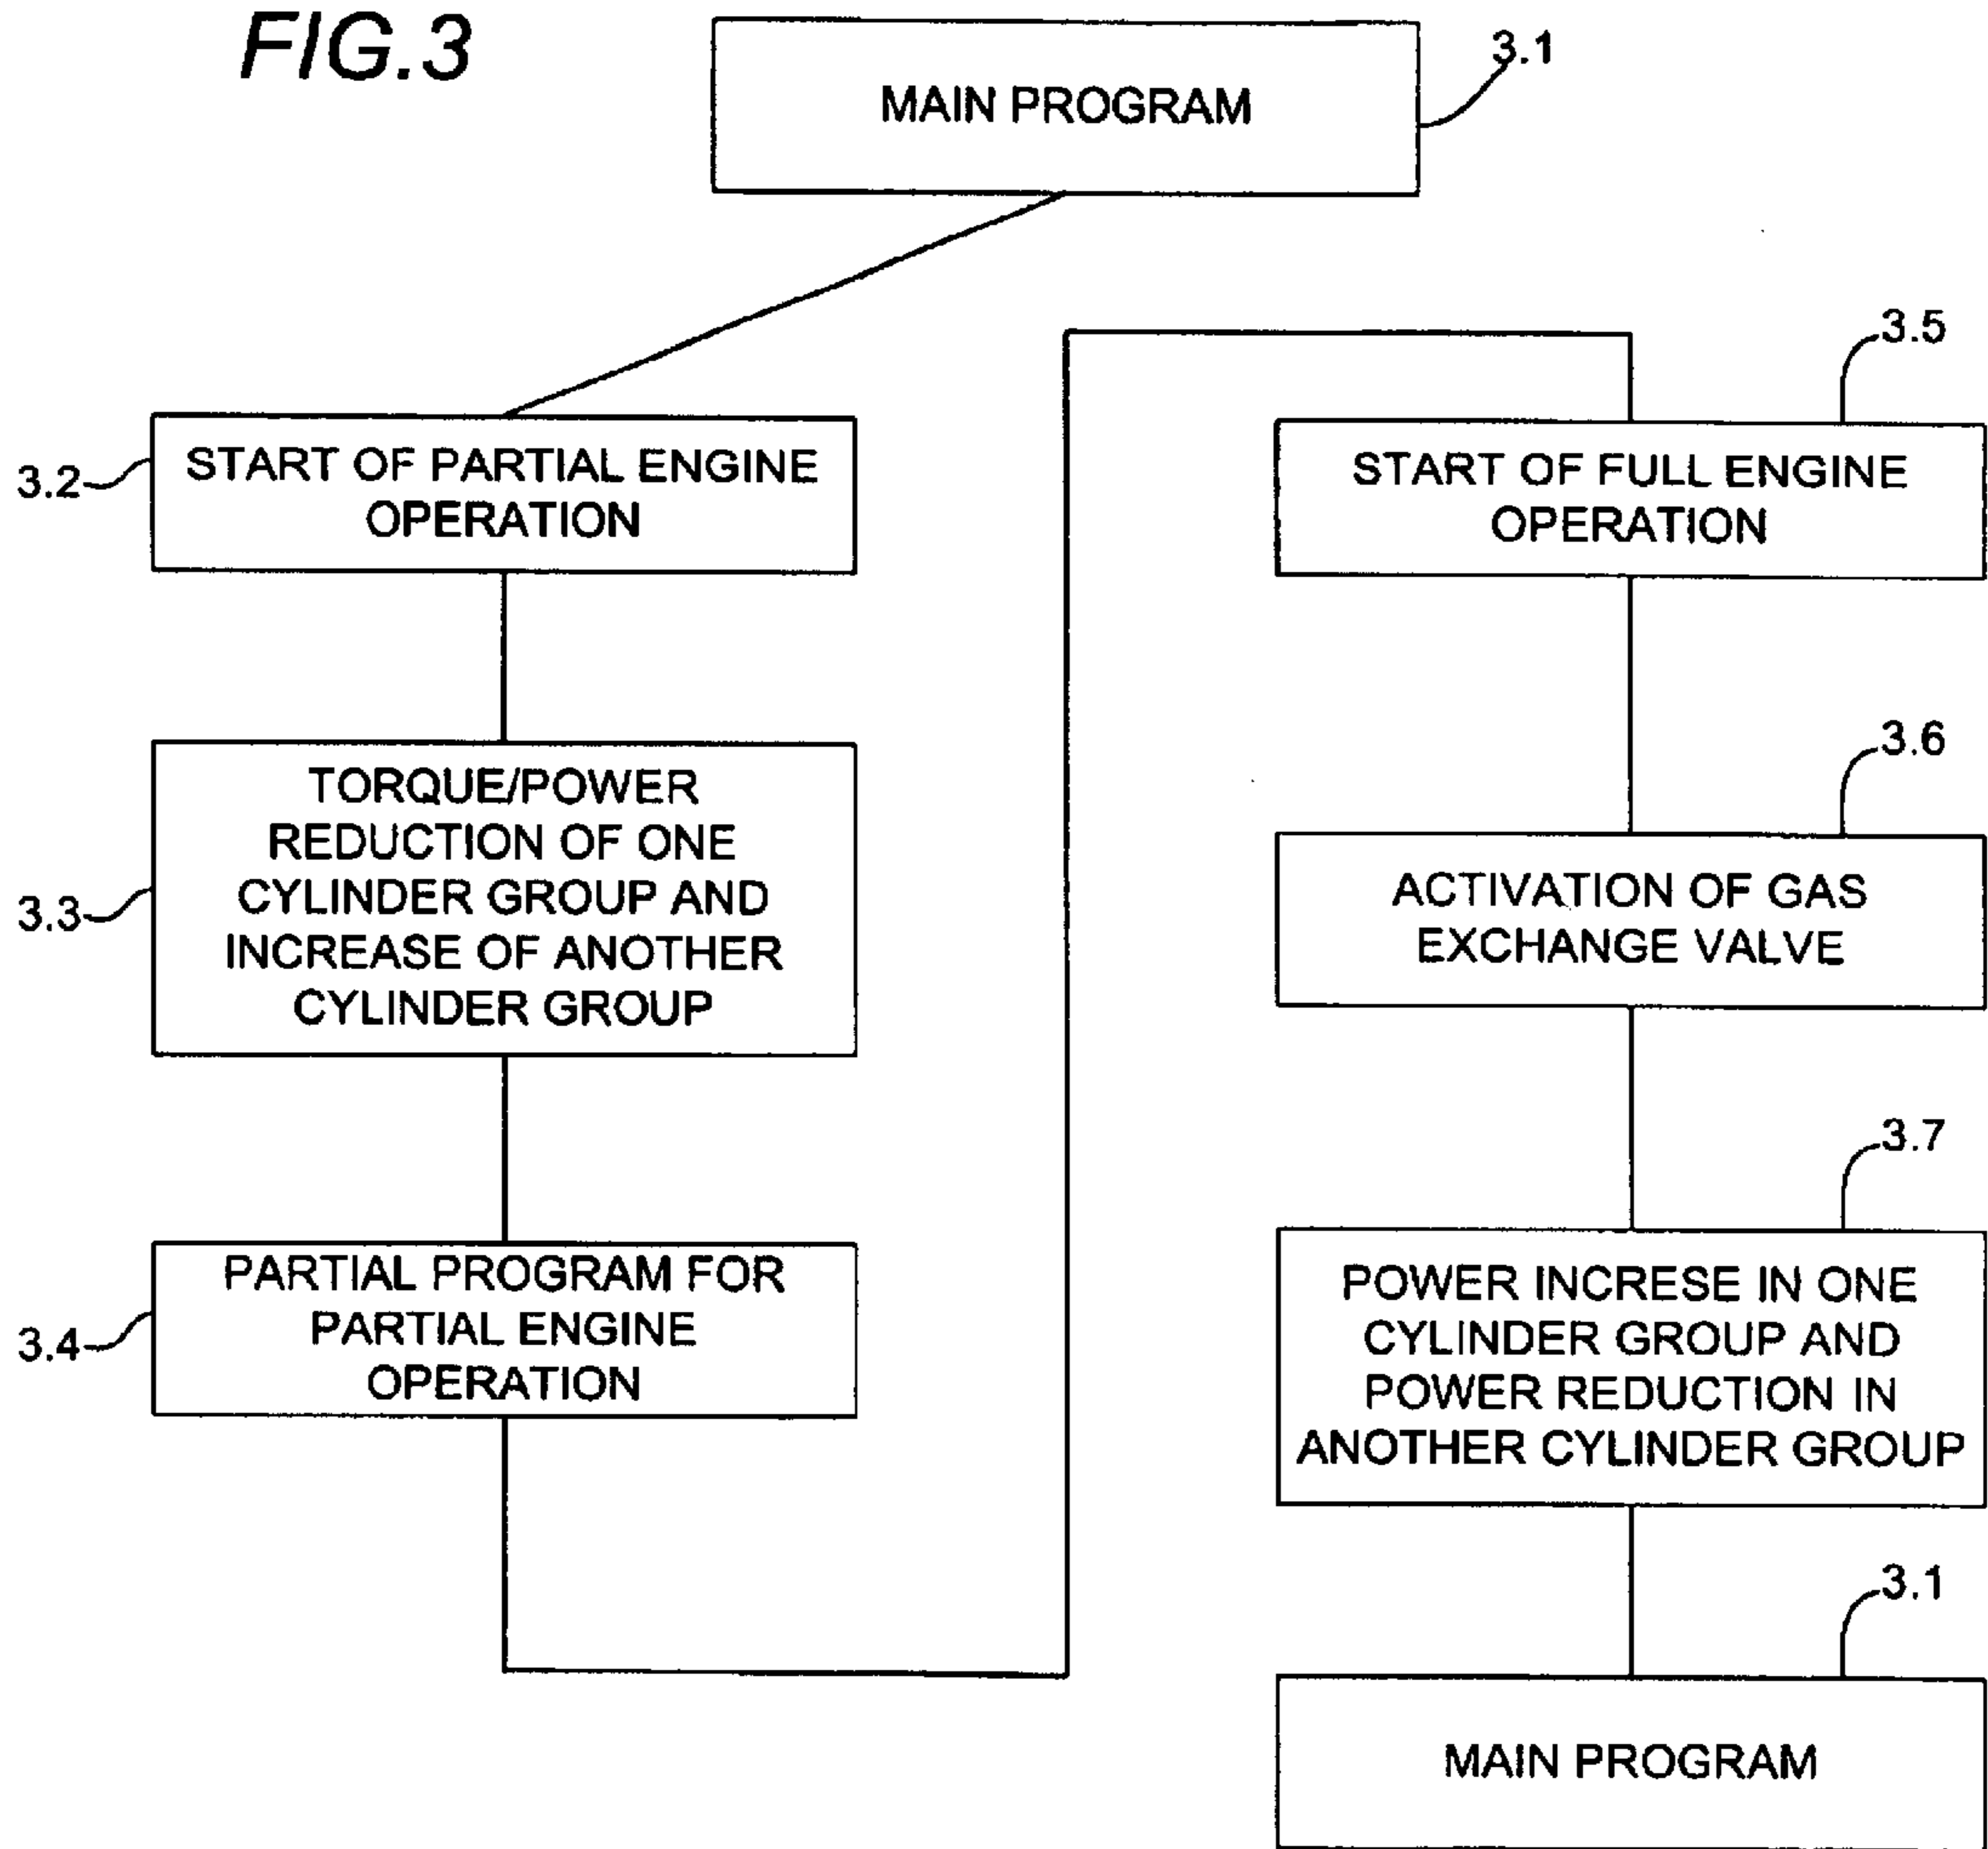 FIG.3
MAIN PROGRAM
3.1
3.2
START OF PARTIAL ENGINE
OPERATION
3.3
TORQUE/POWER
REDUCTION OF ONE
CYLINDER GROUP AND
INCREASE OF ANOTHER
CYLINDER GROUP
3.4
PARTIAL PROGRAM FOR
PARTIAL ENGINE
OPERATION
3.5
START OF FULL ENGINE
OPERATION
3.6
ACTIVATION OF GAS
EXCHANGE VALVE
3.7
POWER INCRESE IN ONE
CYLINDER GROUP AND
POWER REDUCTION IN
ANOTHER CYLINDER GROUP
3.1
MAIN PROGRAM